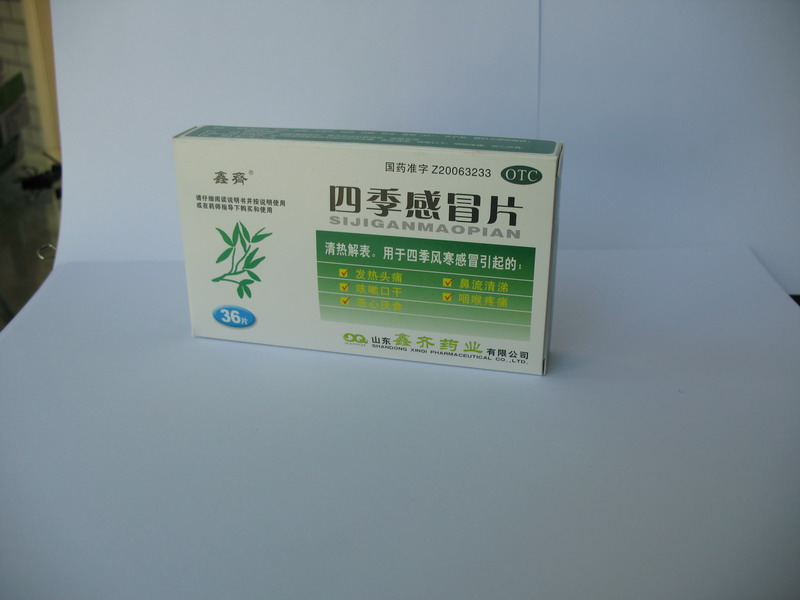 鑫齐®
请仔细阅读说明书并按说明使用
或在药师指导下购买和使用
国药准字 Z20063233
OTC
四季感冒片
SIJIGANMAOPIAN
清热解表。用于四季风寒感冒引起的:
发热头痛
鼻流清涕
咳嗽口干
咽喉疼痛
恶心厌食
36片
山东 鑫齐药业 有限公司
SHANDONG XINQI PHARMACEUTICAL CO.,LTD.